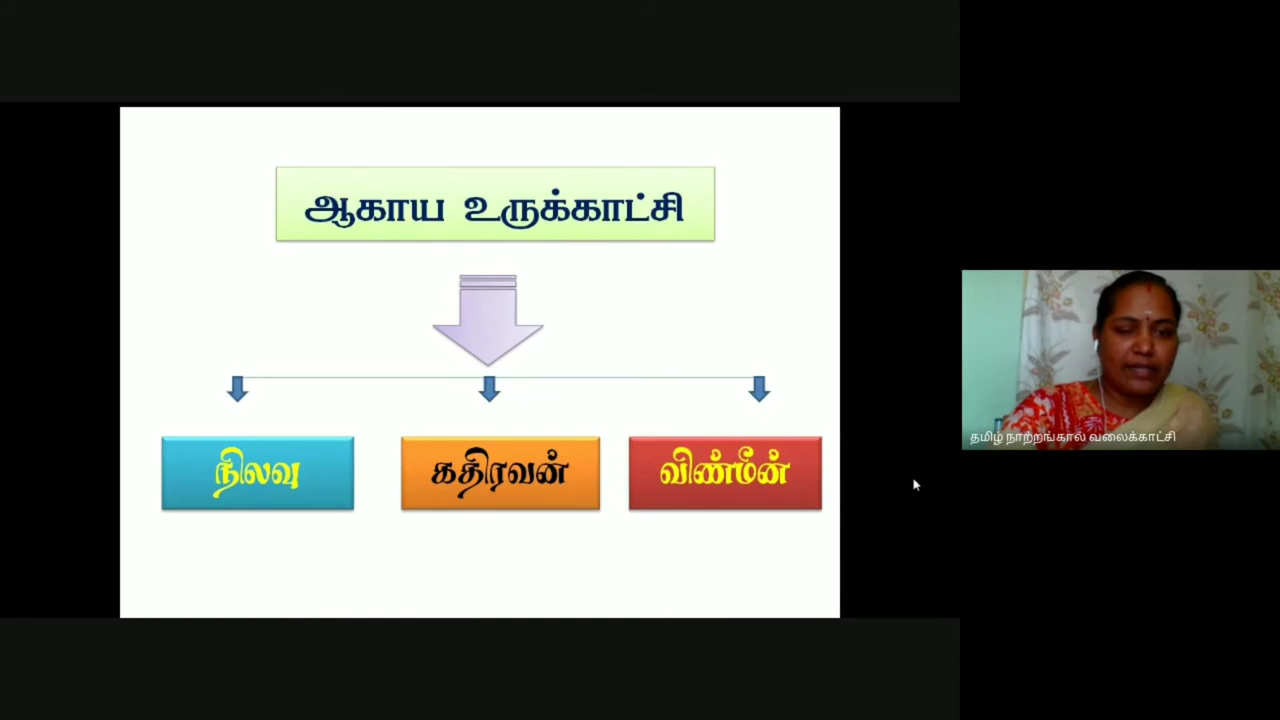 ஆகாய உருக்காட்சி
நிலவு
கதிரவன்
விண்மீன்
தமிழ் நாற்றங்கால் வலைக்காட்சி